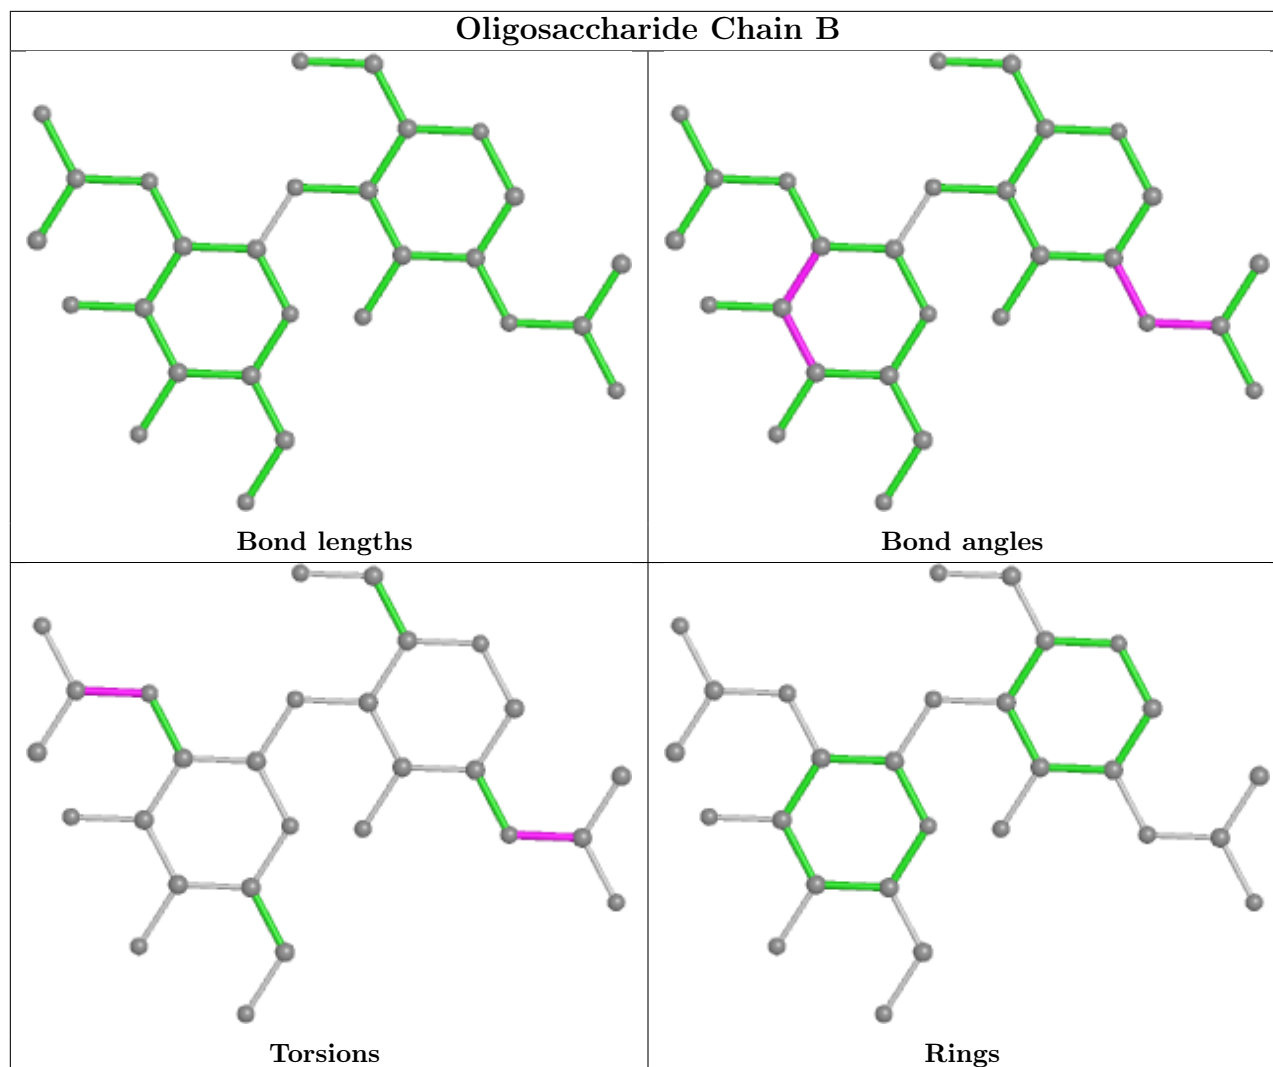 Oligosaccharide Chain B
Bond lengths
Bond angles
Torsions
Rings